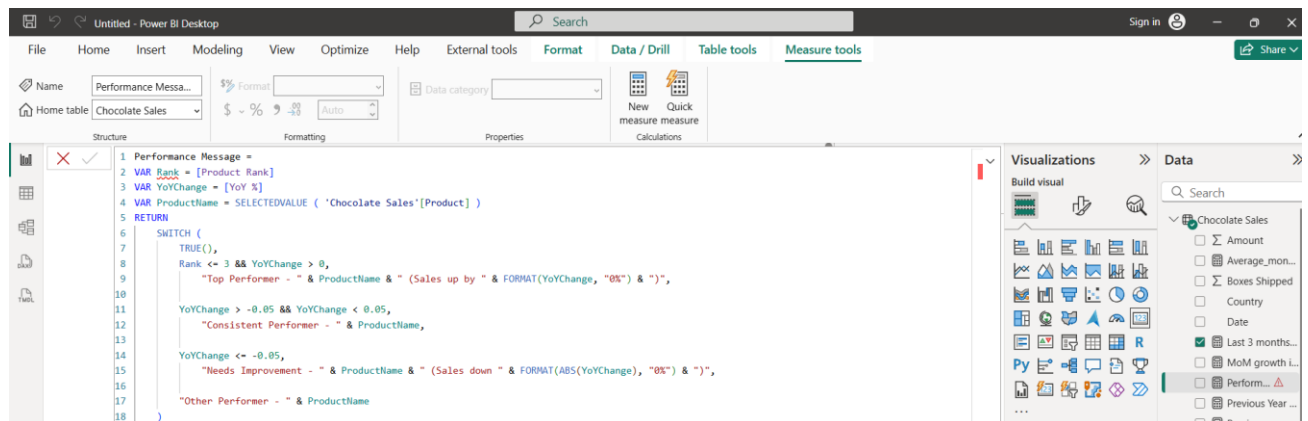 Untitled - Power BI Desktop
Search
Sign in
File Home Insert Modeling View Optimize Help External tools Format Data / Drill Table tools Measure tools
Share
Name Performance Messa...
Home table Chocolate Sales
Structure
$% Format
$ % 9 Auto
Formatting
Data category
Properties
New measure
Quick measure
Calculations
1 Performance Message =
2 VAR Rank = [Product Rank]
3 VAR YoYChange = [YoY %]
4 VAR ProductName = SELECTEDVALUE ( 'Chocolate Sales'[Product] )
5 RETURN
6 SWITCH (
7 TRUE(),
8 Rank <= 3 && YoYChange > 0,
9 "Top Performer - " & ProductName & " (Sales up by " & FORMAT(YoYChange, "0%") & ")",
10
11 YoYChange > -0.05 && YoYChange < 0.05,
12 "Consistent Performer - " & ProductName,
13
14 YoYChange <= -0.05,
15 "Needs Improvement - " & ProductName & " (Sales down " & FORMAT(ABS(YoYChange), "0%") & ")",
16
17 "Other Performer - " & ProductName
18 )
Visualizations
Build visual
123
R
Py
...
Data
Search
Chocolate Sales
Σ Amount
Average_mon...
Σ Boxes Shipped
Country
Date
Last 3 months...
MoM growth i...
Perform...
Previous Year ...